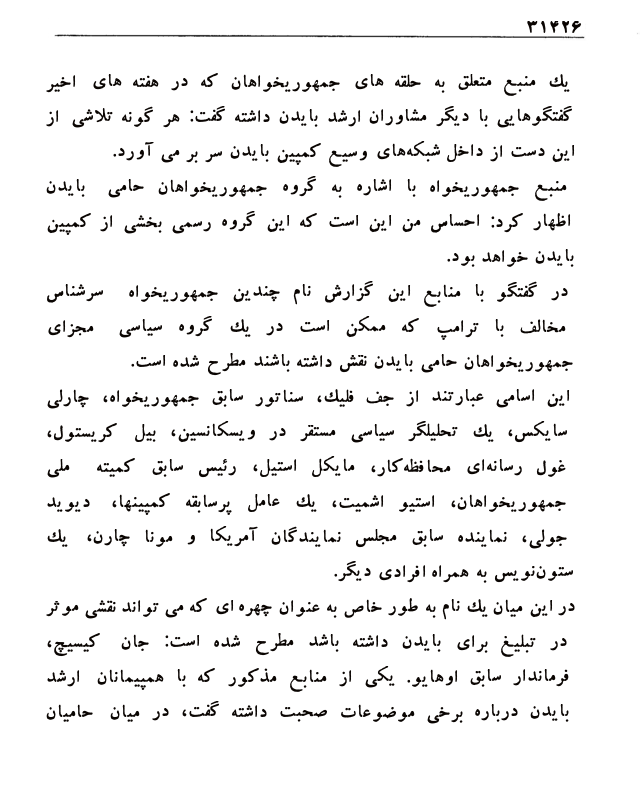 ۳۱۴۲۶
یك منبع متعلق به حلقه های جمهوریخواهان که در هفته های اخیر
گفتگوهایی با دیگر مشاوران ارشد بایدن داشته گفت: هر گونه تلاشی از
این دست از داخل شبکه‌های وسیع کمپین بایدن سر بر می آورد.
منبع جمهوریخواه با اشاره به گروه جمهوریخواهان حامی بایدن
اظهار کرد: احساس من این است که این گروه رسمی بخشی از کمپین
بایدن خواهد بود.
در گفتگو با منابع این گزارش نام چندین جمهوریخواه سرشناس
مخالف با ترامپ که ممکن است در یك گروه سیاسی مجزای
جمهوریخواهان حامی بایدن نقش داشته باشند مطرح شده است.
این اسامی عبارتند از جف فلیك، سناتور سابق جمهوریخواه، چارلی
سایکس، یك تحلیلگر سیاسی مستقر در ویسکانسین، بیل کریستول،
غول رسانه‌ای محافظه‌کار، مایکل استیل، رئیس سابق کمیته ملی
جمهوریخواهان، استیو اشمیت، یك عامل پرسابقه کمپینها، دیوید
جولی، نماینده سابق مجلس نمایندگان آمریکا و مونا چارن، یك
ستون‌نویس به همراه افرادی دیگر.
در این میان یك نام به طور خاص به عنوان چهره ای که می تواند نقشی موثر
در تبلیغ برای بایدن داشته باشد مطرح شده است: جان کیسیچ،
فرماندار سابق اوهایو. یکی از منابع مذکور که با همپیمانان ارشد
بایدن درباره برخی موضوعات صحبت داشته گفت، در میان حامیان